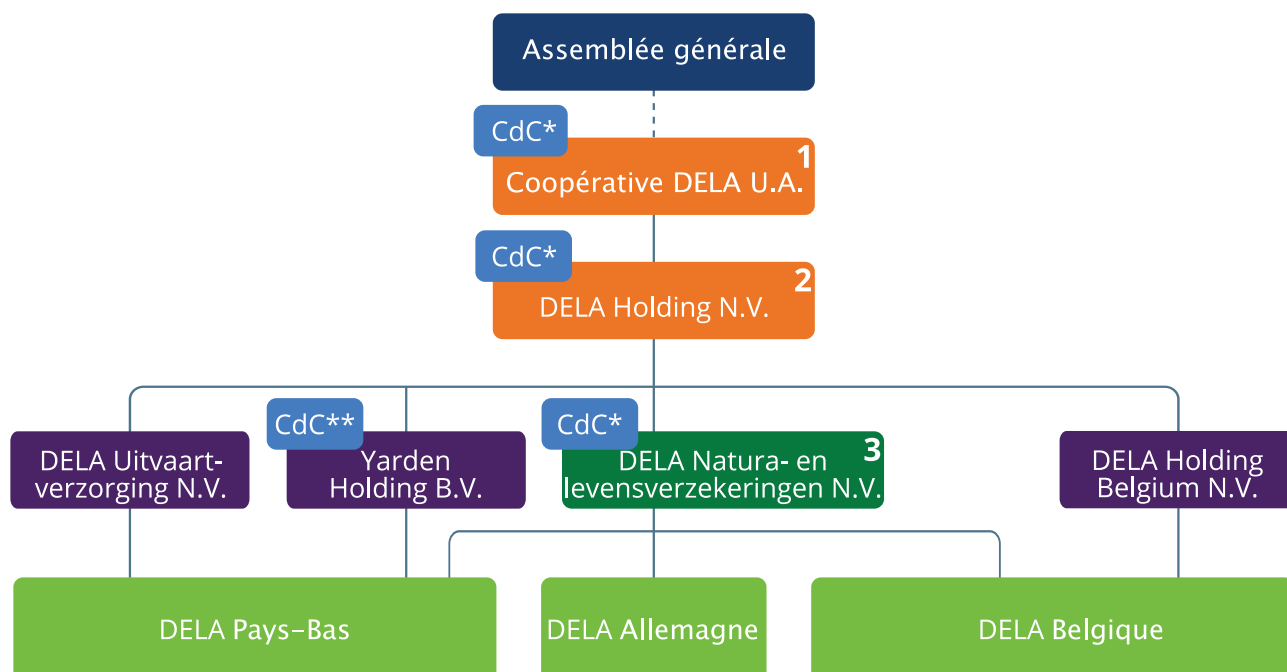 Assemblée générale
CdC*
1
Coopérative DELA U.A.
CdC*
2
DELA Holding N.V.
CdC**
CdC*
DELA Uitvaart-
verzorging N.V.
Yarden
Holding B.V.
3
DELA Natura- en
levensverzekeringen N.V.
DELA Holding
Belgium N.V.
DELA Pays-Bas
DELA Allemagne
DELA Belgique